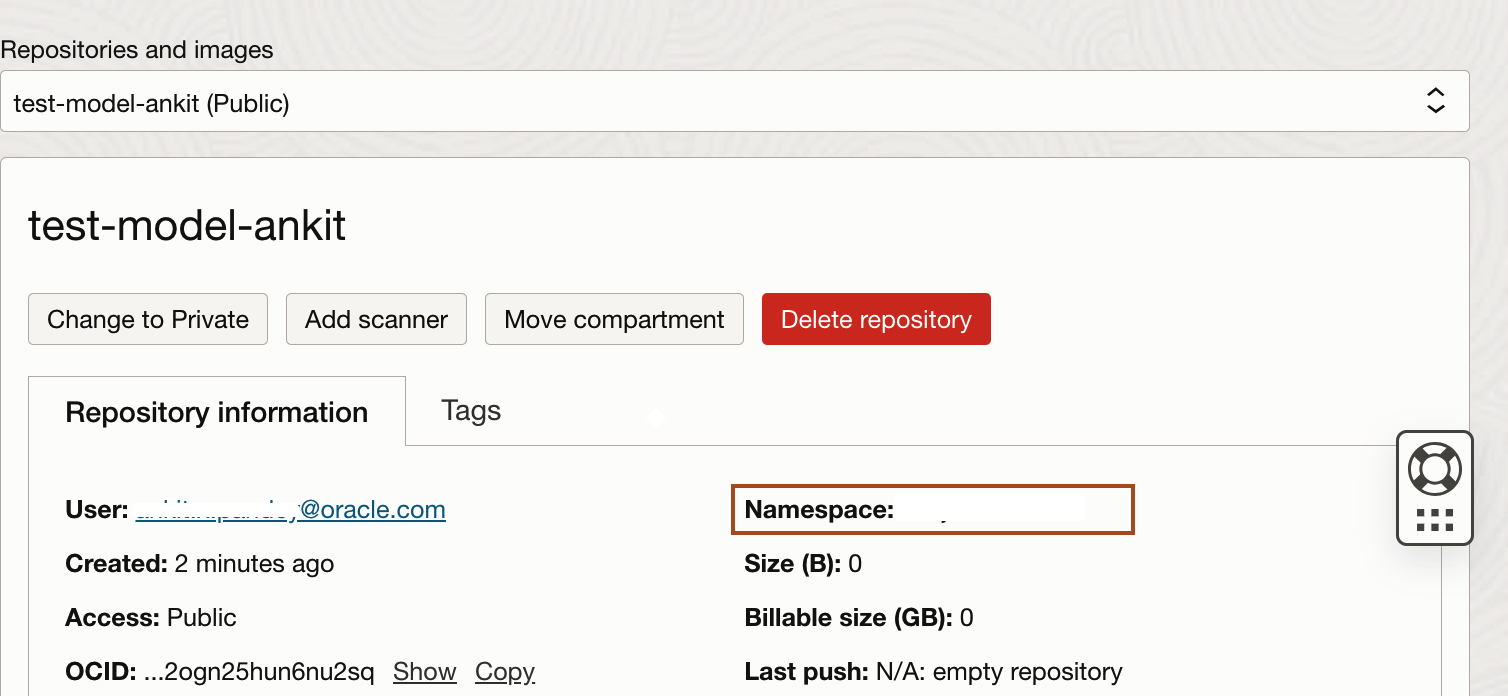 Repositories and images
test-model-ankit (Public)
test-model-ankit
Change to Private Add scanner Move compartment Delete repository
Repository information Tags
User: @oracle.com Namespace:
Created: 2 minutes ago Size (B): 0
Access: Public Billable size (GB): 0
OCID: ...2ogn25hun6nu2sq Show Copy Last push: N/A: empty repository